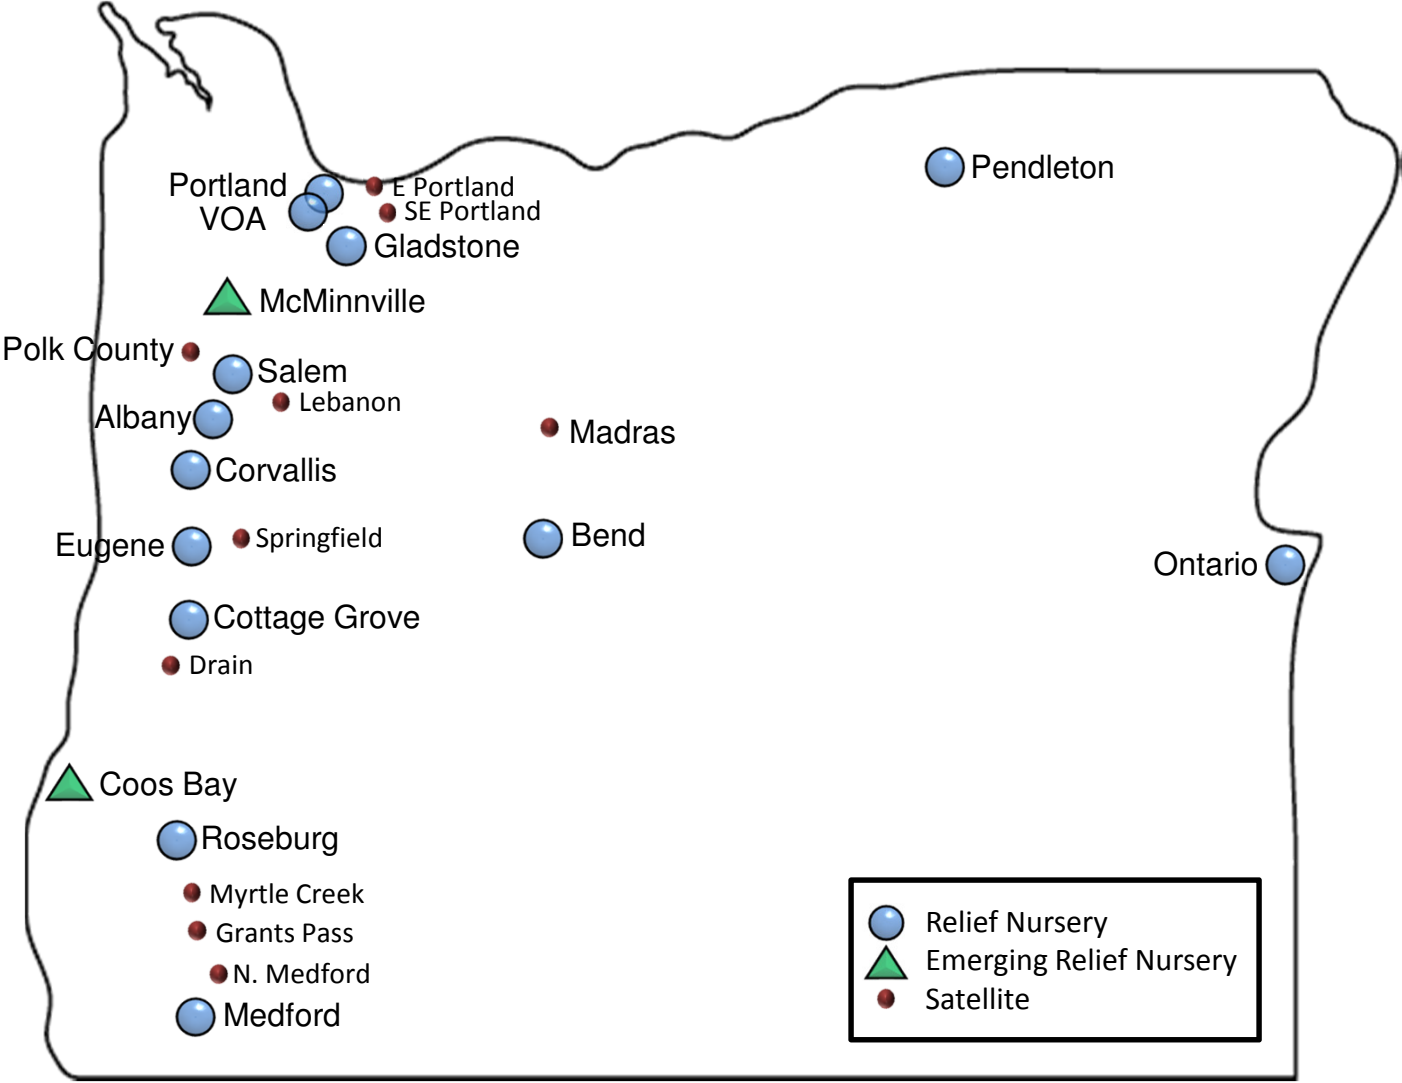 Pendleton
Portland
E Portland
VOA
SE Portland
Gladstone
McMinnville
Polk County
Salem
Lebanon
Albany
Madras
Corvallis
Eugene
Springfield
Bend
Ontario
Cottage Grove
Drain
Coos Bay
Roseburg
Myrtle Creek
Grants Pass
N. Medford
Medford
Relief Nursery
Emerging Relief Nursery
Satellite